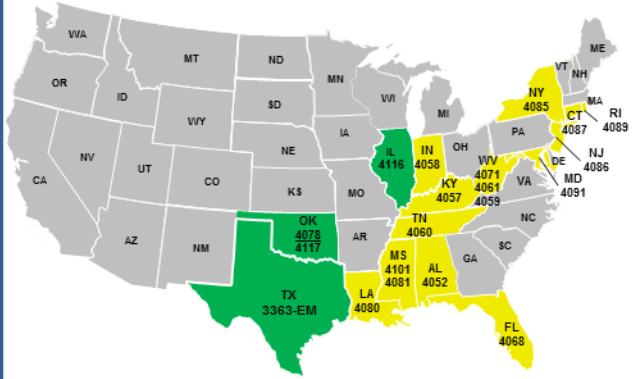 WA
MT
ND
MN
ME
VT
NH
OR
ID
SD
WI
MI
NY
4085
MA
RI
4089
CT
4087
WY
IA
NE
PA
NJ
4086
NV
UT
CO
CA
IL
4116
IN
4058
OH
WV
4071
4061
4059
DE
MD
4091
VA
KS
MO
KY
4057
NC
TN
4060
OK
4078
4117
AZ
NM
AR
SC
GA
MS
4101
4081
AL
4052
TX
3363-EM
LA
4080
FL
4068